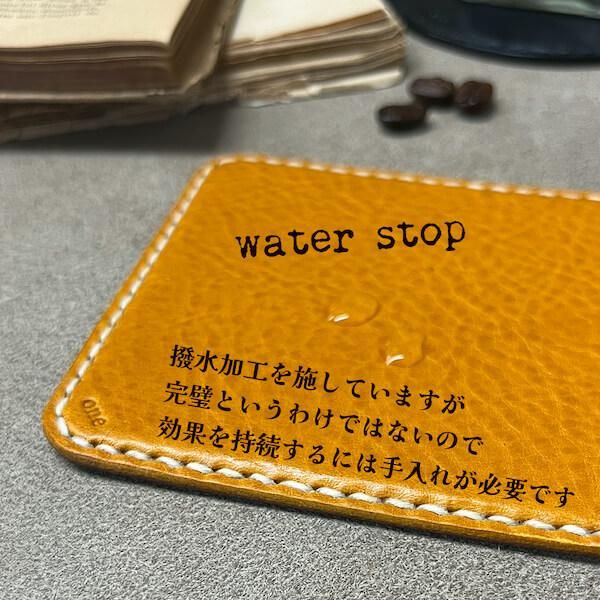 water stop
撥水加工を施していますが
完璧というわけではないので
効果を持続するには手入れが必要です
one